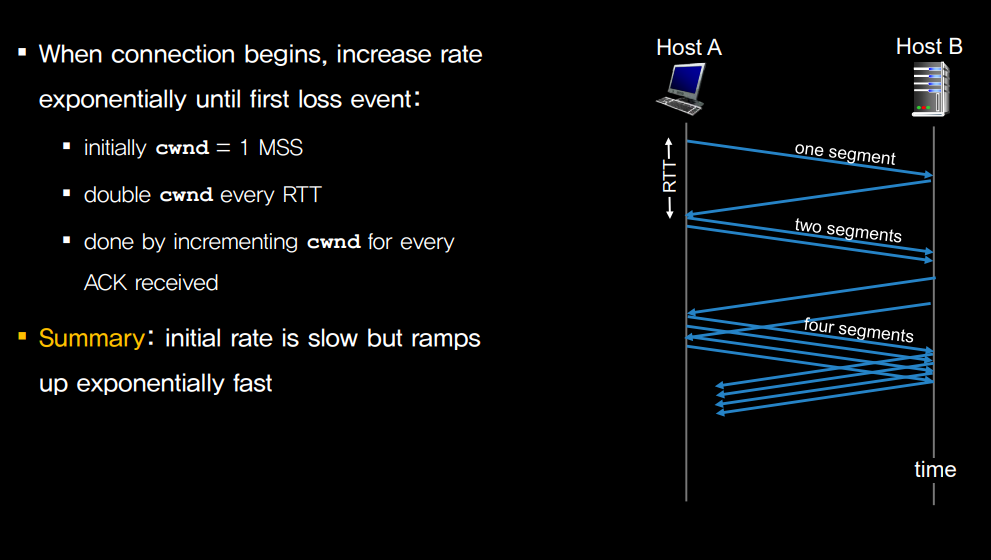 When connection begins, increase rate
exponentially until first loss event:
initially cwnd = 1 MSS
double cwnd every RTT
done by incrementing cwnd for every
ACK received
Summary: initial rate is slow but ramps
up exponentially fast
Host A
Host B
RTT
one segment
two segments
four segments
time